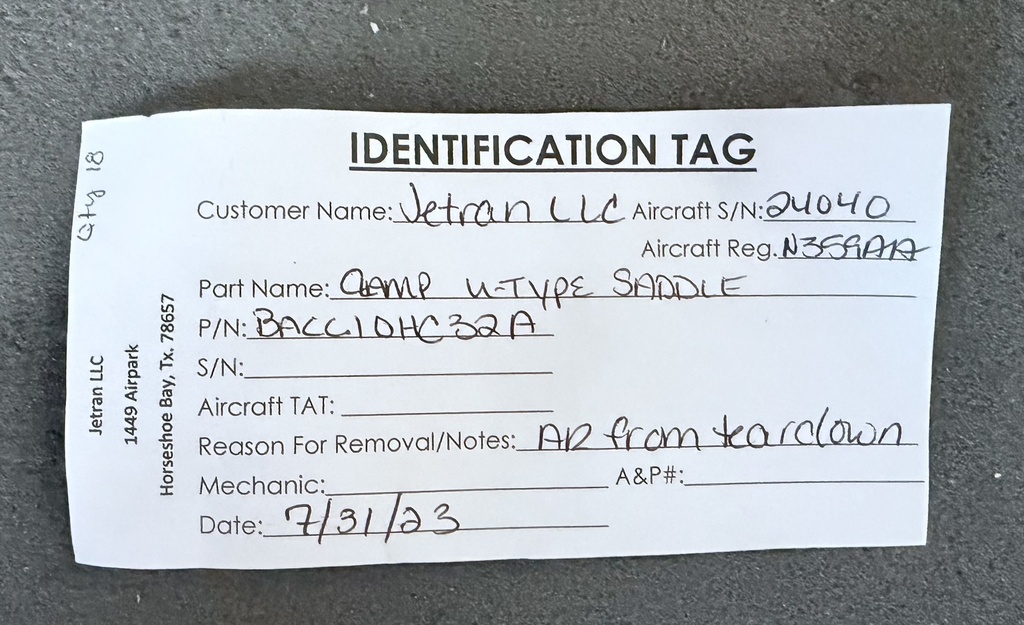 IDENTIFICATION TAG
Customer Name: Jetran LLC Aircraft S/N: 24040
Aircraft Reg. N359AA
Part Name: CLAMP U-TYPE SADDLE
P/N: BACC10HC32A
S/N:
Aircraft TAT:
Reason For Removal/Notes: AR from teardown
Mechanic: A&P#:
Date: 7/31/23
Qty 18
Jetran LLC
1449 Airpark
Horseshoe Bay, Tx. 78657